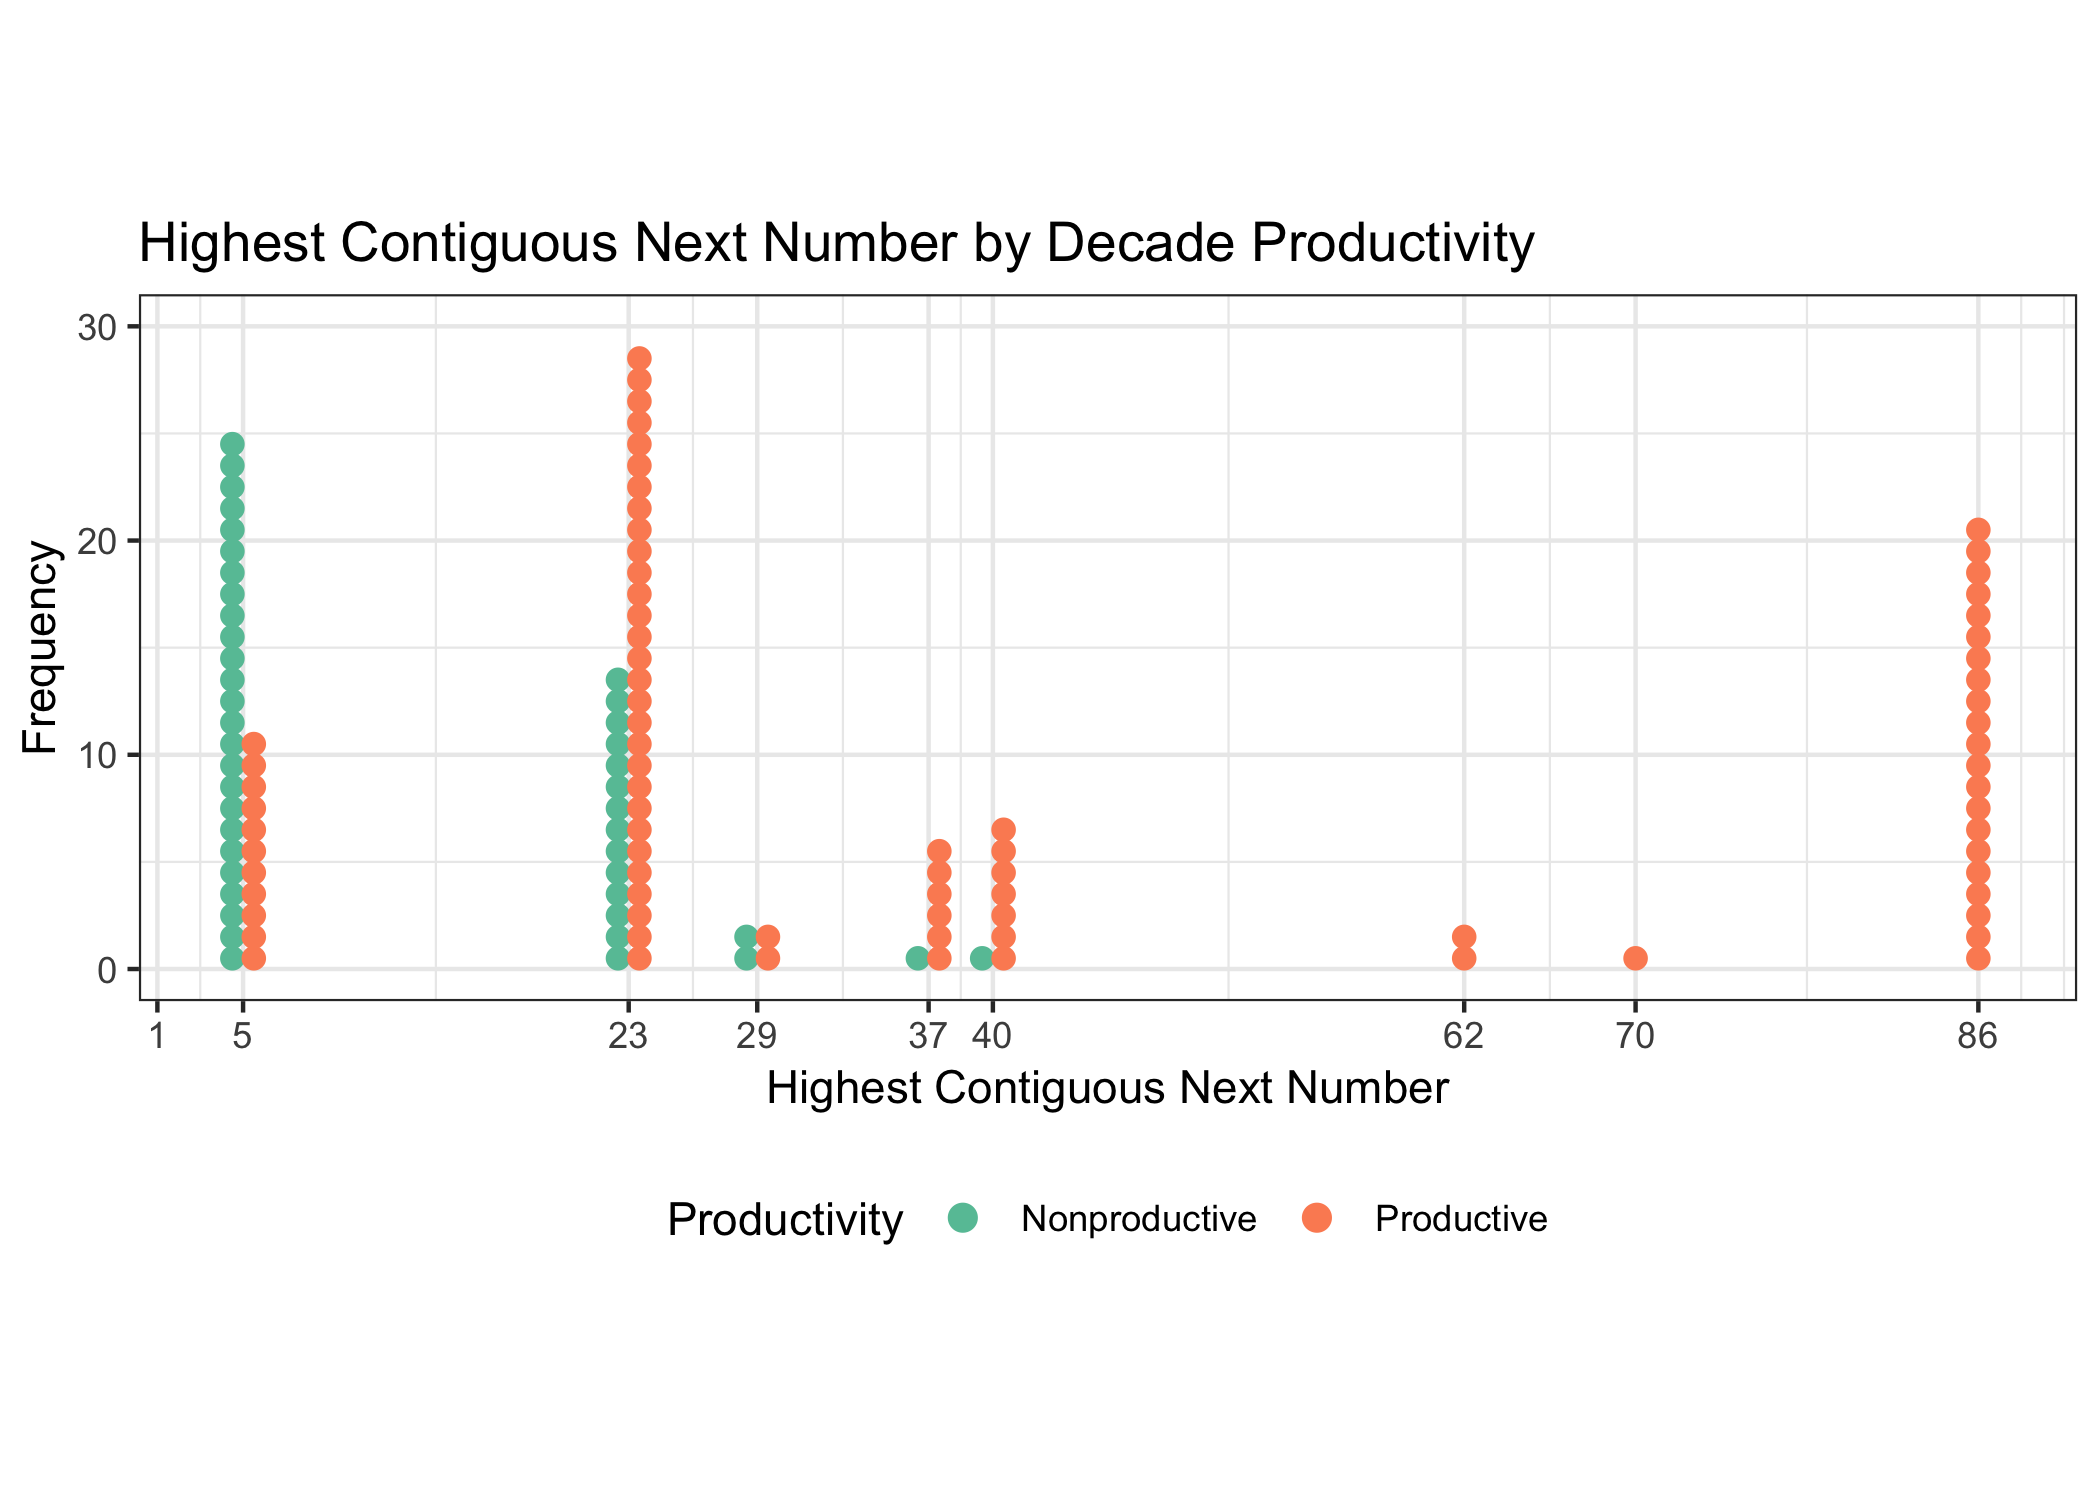 Highest Contiguous Next Number by Decade Productivity
30
20
10
0
Frequency
1 5 23 29 37 40 62 70 86
Highest Contiguous Next Number
Productivity Nonproductive Productive